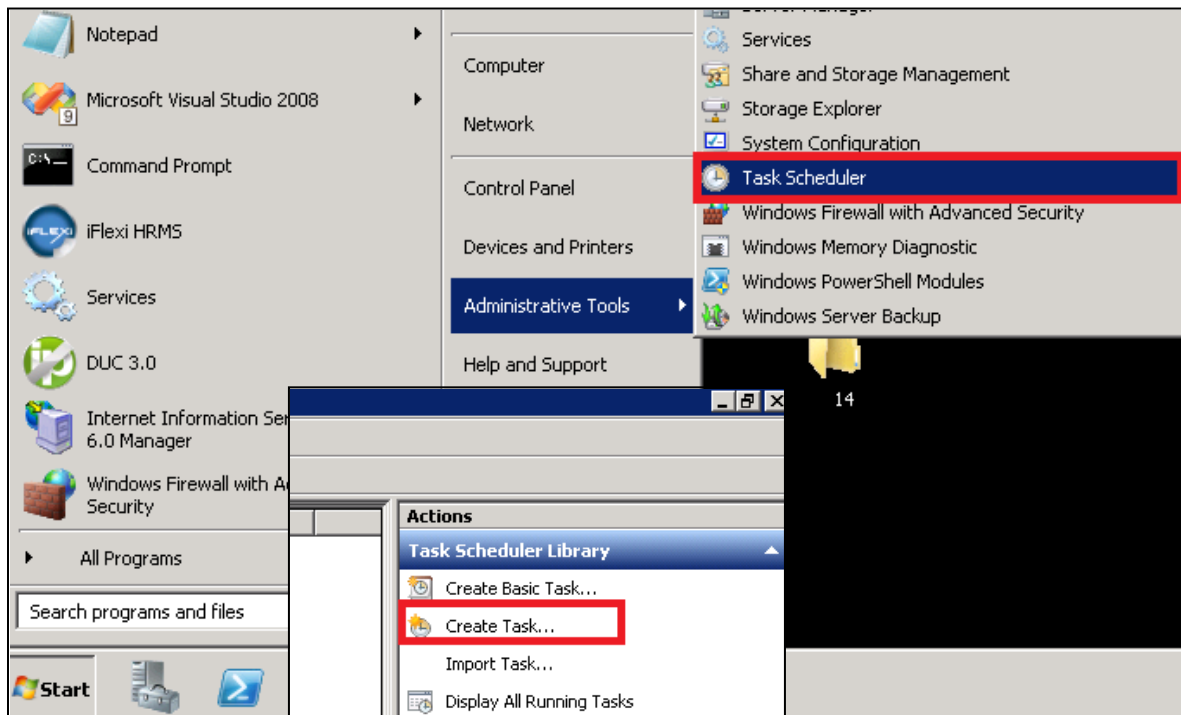 Notepad
Microsoft Visual Studio 2008
9
Command Prompt
C:\
iFlexi HRMS
iFLEXI
Services
DUC 3.0
Internet Information Ser
6.0 Manager
Windows Firewall with A
Security
All Programs
Search programs and files
Start
Computer
Network
Control Panel
Devices and Printers
Administrative Tools
Help and Support
Server Manager
Services
Share and Storage Management
Storage Explorer
System Configuration
Task Scheduler
Windows Firewall with Advanced Security
Windows Memory Diagnostic
Windows PowerShell Modules
Windows Server Backup
14
Actions
Task Scheduler Library
Create Basic Task...
Create Task...
Import Task...
Display All Running Tasks